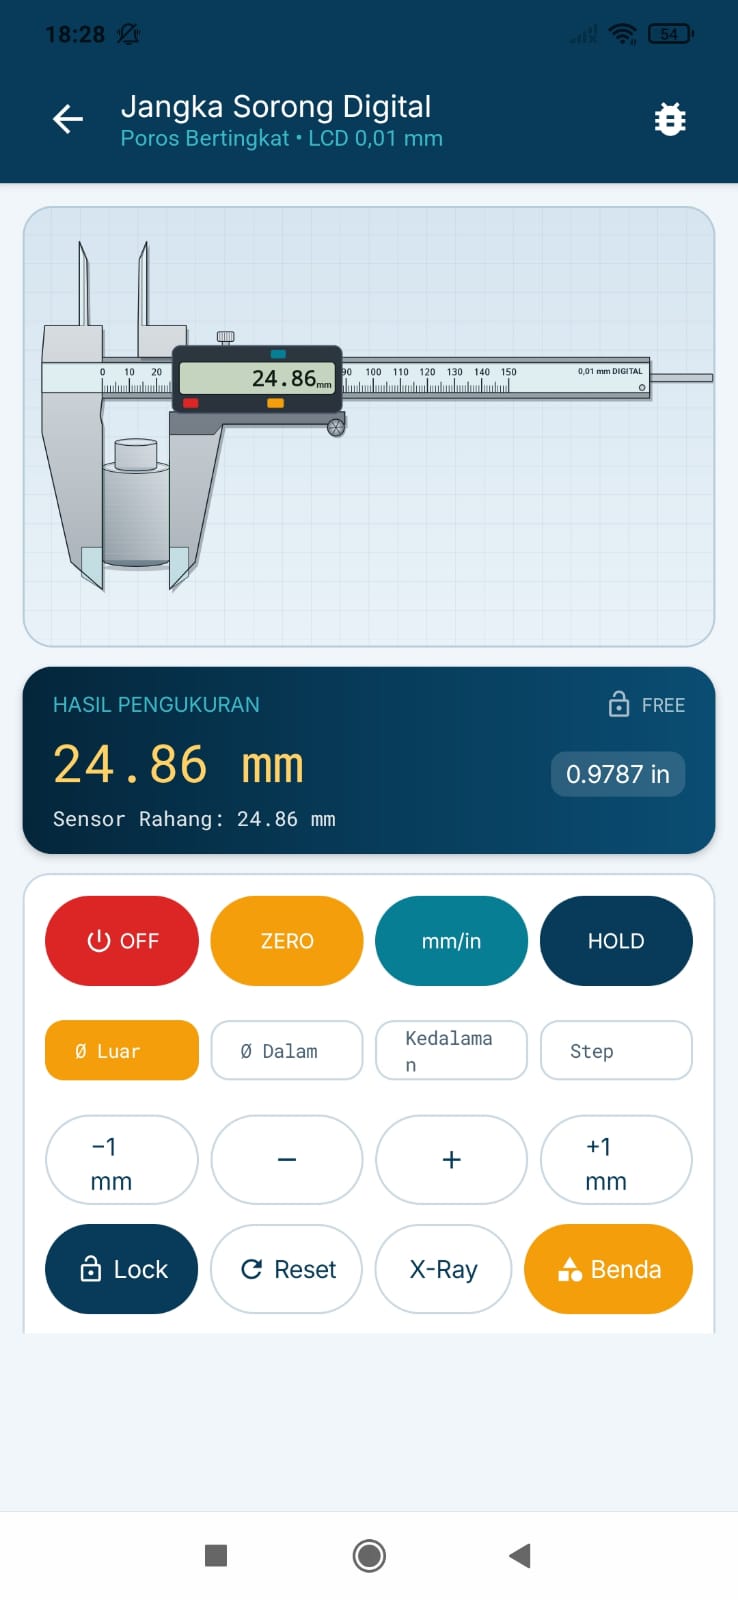 18:28
54
Jangka Sorong Digital
Poros Bertingkat • LCD 0,01 mm
0 10 20 90 100 110 120 130 140 150 0,01 mm DIGITAL
24.86 mm
HASIL PENGUKURAN
FREE
24.86 mm
0.9787 in
Sensor Rahang: 24.86 mm
OFF ZERO mm/in HOLD
Ø Luar Ø Dalam Kedalama
n Step
−1
mm − + +1
mm
Lock Reset X-Ray Benda